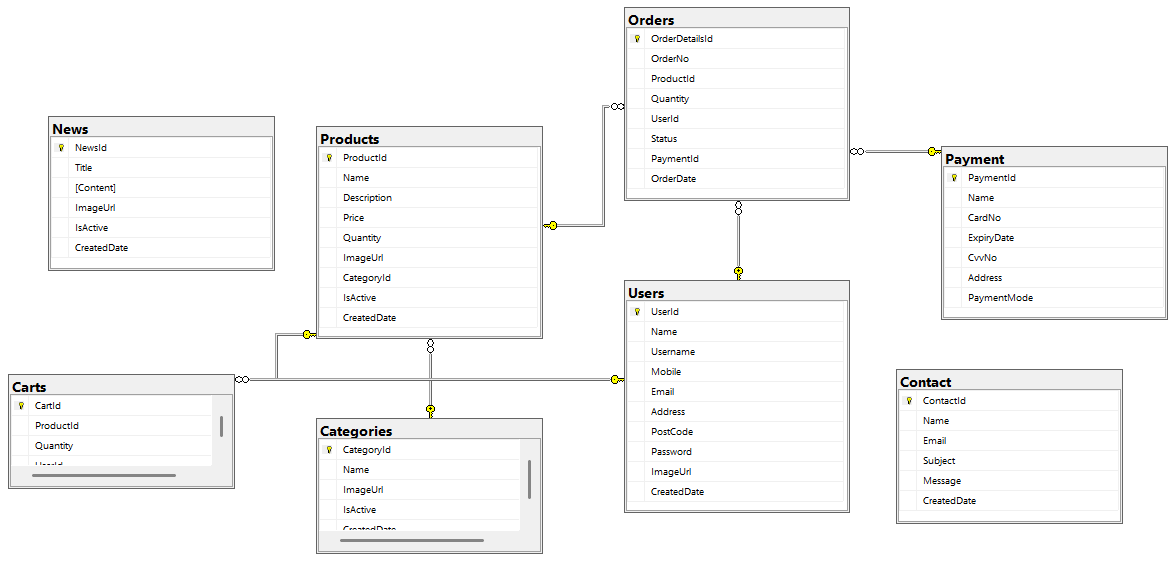 News
NewsId
Title
[Content]
ImageUrl
IsActive
CreatedDate
Products
ProductId
Name
Description
Price
Quantity
ImageUrl
CategoryId
IsActive
CreatedDate
Orders
OrderDetailsId
OrderNo
ProductId
Quantity
UserId
Status
PaymentId
OrderDate
Payment
PaymentId
Name
CardNo
ExpiryDate
CvvNo
Address
PaymentMode
Carts
CartId
ProductId
Quantity
UserId
Categories
CategoryId
Name
ImageUrl
IsActive
CreatedDate
Users
UserId
Name
Username
Mobile
Email
Address
PostCode
Password
ImageUrl
CreatedDate
Contact
ContactId
Name
Email
Subject
Message
CreatedDate